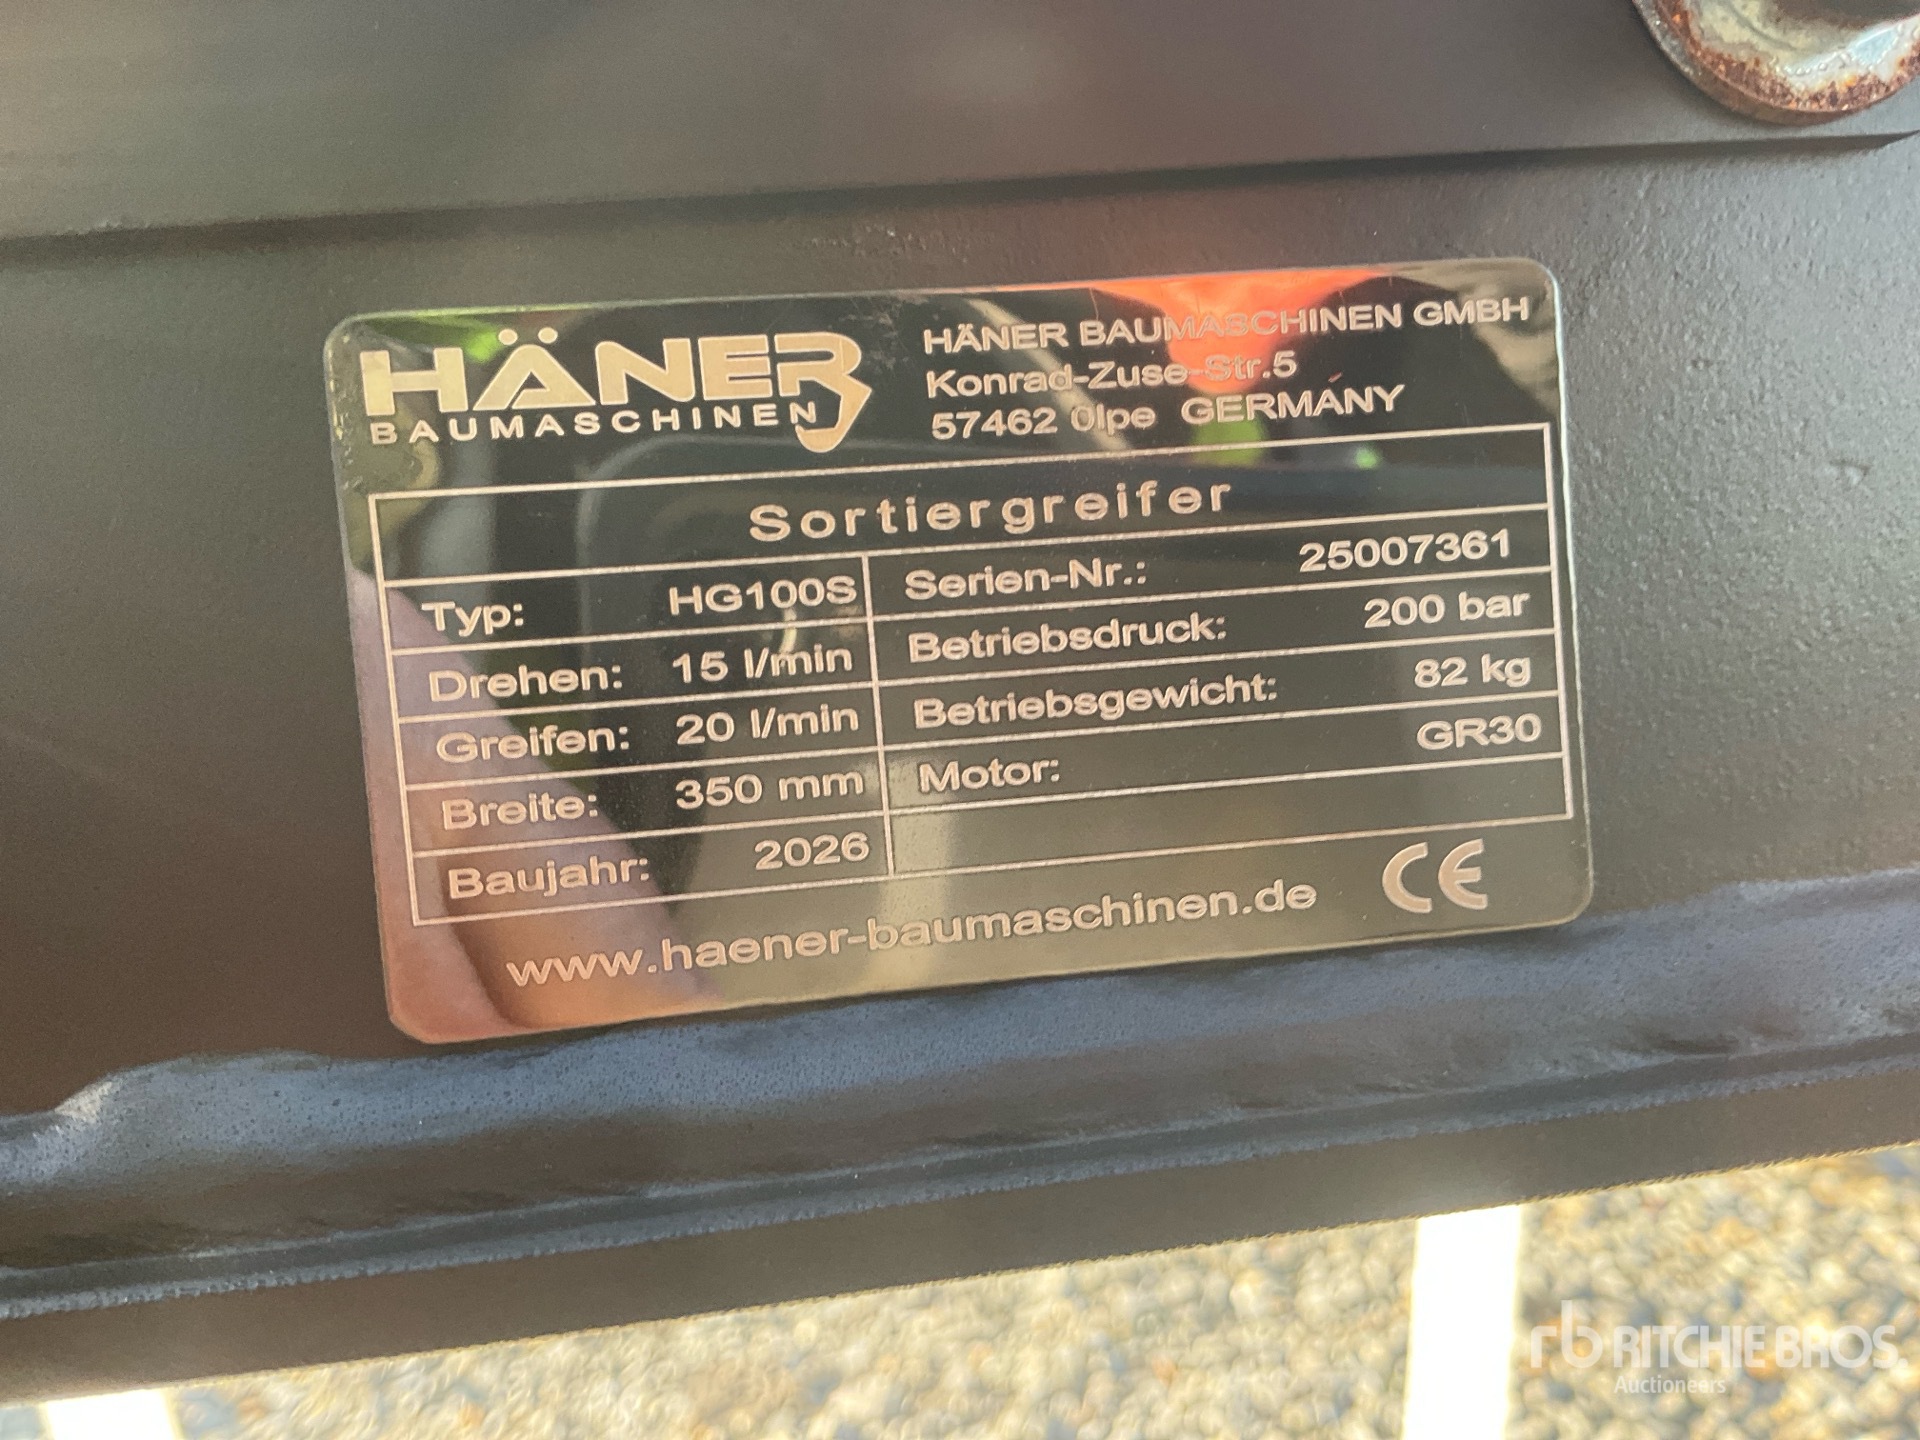 HÄNER
BAUMASCHINEN
HÄNER BAUMASCHINEN GMBH
Konrad-Zuse-Str.5
57462 Olpe GERMANY
Sortiergreifer
Typ: HG100S Serien-Nr.: 25007361
Drehen: 15 l/min Betriebsdruck: 200 bar
Greifen: 20 l/min Betriebsgewicht: 82 kg
Breite: 350 mm Motor: GR30
Baujahr: 2026
www.haener-baumaschinen.de CE
rb RITCHIE BROS.
Auctioneers